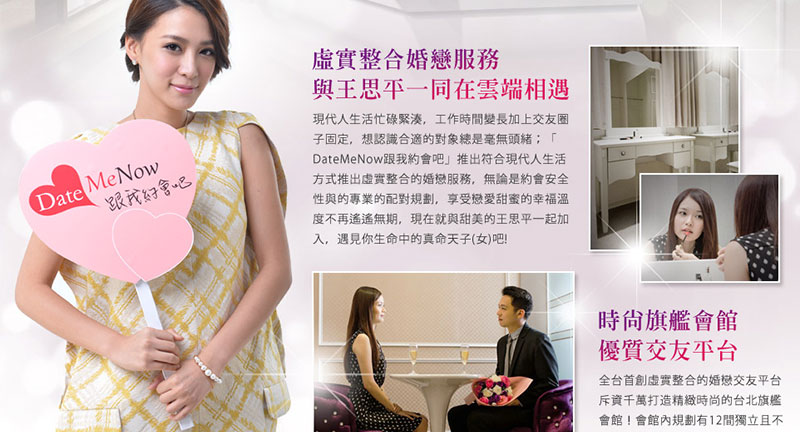 虛實整合婚戀服務
與王思平一同在雲端相遇
現代人生活忙碌緊湊，工作時間變長加上交友圈
子固定，想認識合適的對象總是毫無頭緒；「
DateMeNow跟我約會吧」推出符合現代人生活
方式推出虛實整合的婚戀服務，無論是約會安全
性與的專業的配對規劃，享受戀愛甜蜜的幸福溫
度不再遙遙無期，現在就與甜美的王思平一起加
入，遇見你生命中的真命天子(女)吧!
Date Me Now
跟我約會吧
時尚旗艦會館
優質交友平台
全台首創虛實整合的婚戀交友平台
斥資千萬打造精緻時尚的台北旗艦
會館！會館內規劃有12間獨立且不